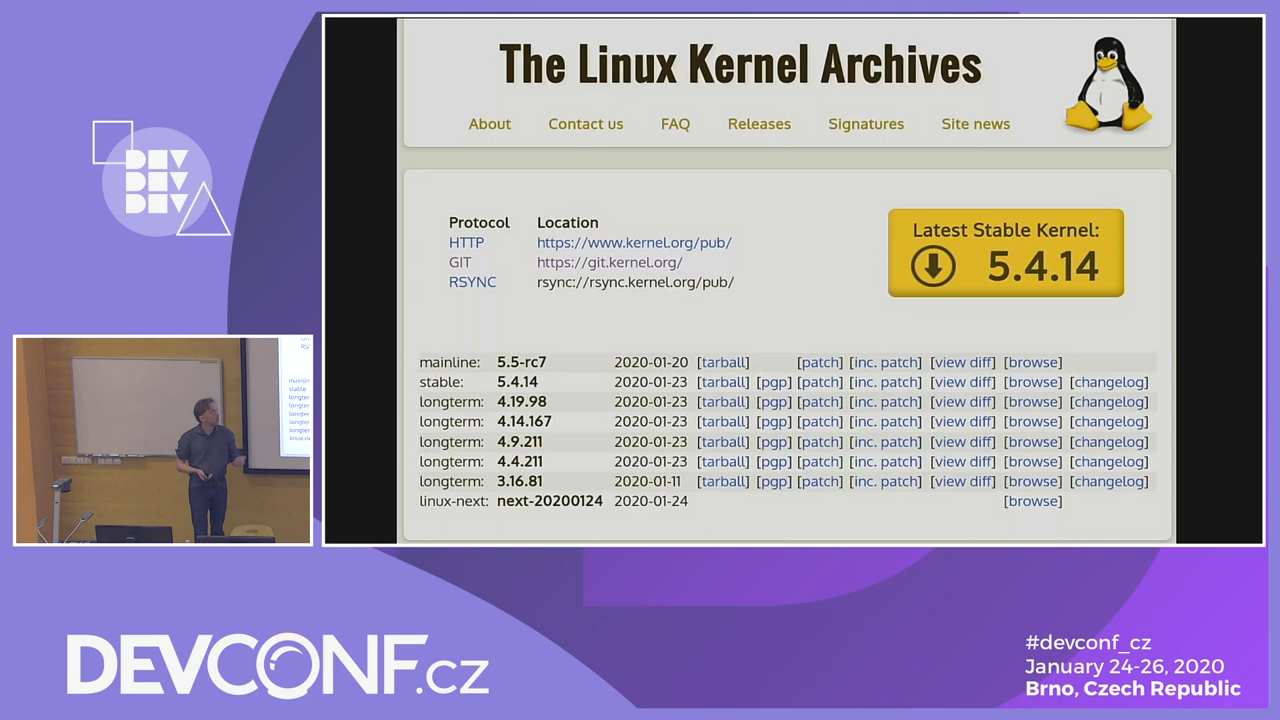 DEV
DEV
DEV
The Linux Kernel Archives
About Contact us FAQ Releases Signatures Site news
Protocol Location
HTTP https://www.kernel.org/pub/
GIT https://git.kernel.org/
RSYNC rsync://rsync.kernel.org/pub/
Latest Stable Kernel:
5.4.14
mainline: 5.5-rc7 2020-01-20 [tarball] [patch] [inc. patch] [view diff] [browse]
stable: 5.4.14 2020-01-23 [tarball] [pgp] [patch] [inc. patch] [view diff] [browse] [changelog]
longterm: 4.19.98 2020-01-23 [tarball] [pgp] [patch] [inc. patch] [view diff] [browse] [changelog]
longterm: 4.14.167 2020-01-23 [tarball] [pgp] [patch] [inc. patch] [view diff] [browse] [changelog]
longterm: 4.9.211 2020-01-23 [tarball] [pgp] [patch] [inc. patch] [view diff] [browse] [changelog]
longterm: 4.4.211 2020-01-23 [tarball] [pgp] [patch] [inc. patch] [view diff] [browse] [changelog]
longterm: 3.16.81 2020-01-11 [tarball] [pgp] [patch] [inc. patch] [view diff] [browse] [changelog]
linux-next: next-20200124 2020-01-24 [browse]
DEVCONF.cz
#devconf_cz
January 24-26, 2020
Brno, Czech Republic